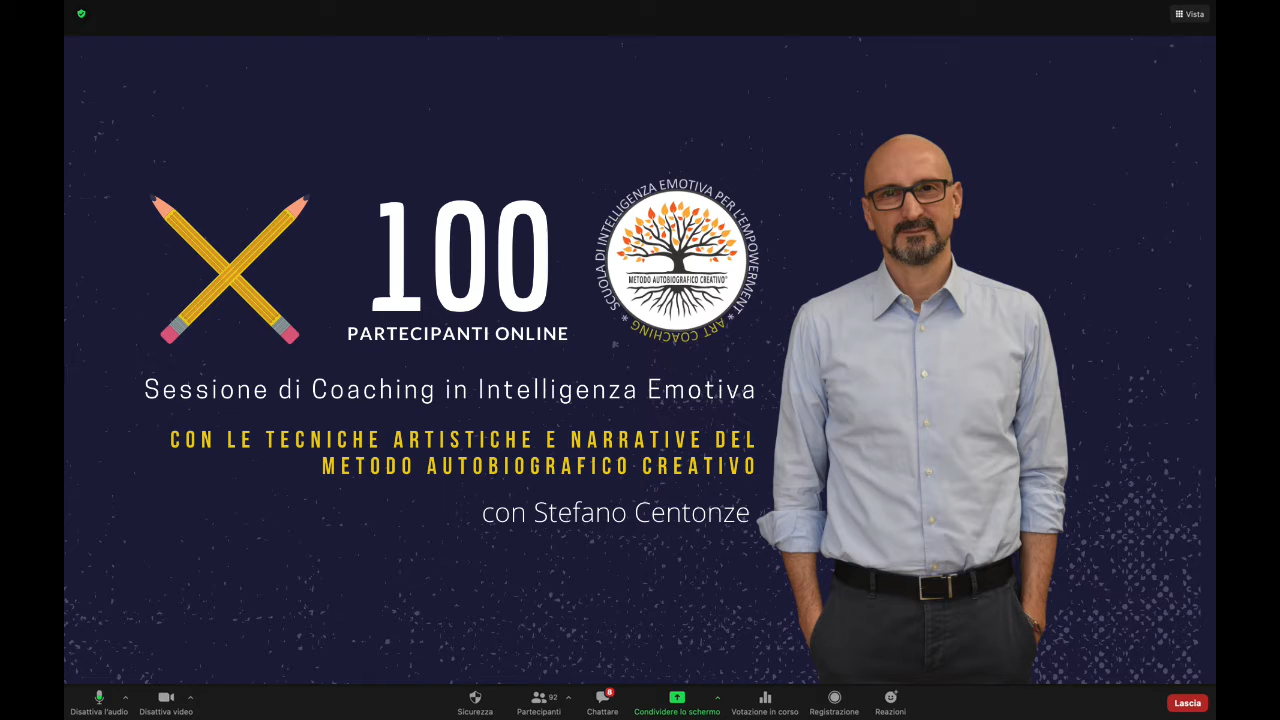 Vista
100
PARTECIPANTI ONLINE
* SCUOLA DI INTELLIGENZA EMOTIVA PER L'EMPOWERMENT *
METODO AUTOBIOGRAFICO CREATIVO®
ART COACHING
Sessione di Coaching in Intelligenza Emotiva
CON LE TECNICHE ARTISTICHE E NARRATIVE DEL
METODO AUTOBIOGRAFICO CREATIVO
con Stefano Centonze
Disattiva l'audio
Disattiva video
Sicurezza
92
Partecipanti
8
Chattare
Condividere lo schermo
Votazione in corso
Registrazione
Reazioni
Lascia